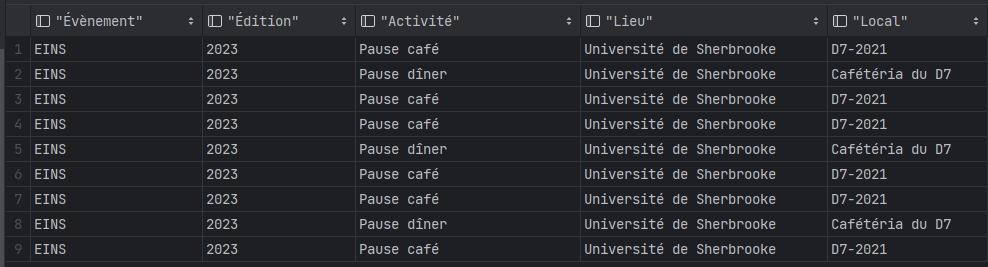 "Évènement" "Édition" "Activité" "Lieu" "Local"
1 EINS 2023 Pause café Université de Sherbrooke D7-2021
2 EINS 2023 Pause dîner Université de Sherbrooke Cafétéria du D7
3 EINS 2023 Pause café Université de Sherbrooke D7-2021
4 EINS 2023 Pause café Université de Sherbrooke D7-2021
5 EINS 2023 Pause dîner Université de Sherbrooke Cafétéria du D7
6 EINS 2023 Pause café Université de Sherbrooke D7-2021
7 EINS 2023 Pause café Université de Sherbrooke D7-2021
8 EINS 2023 Pause dîner Université de Sherbrooke Cafétéria du D7
9 EINS 2023 Pause café Université de Sherbrooke D7-2021